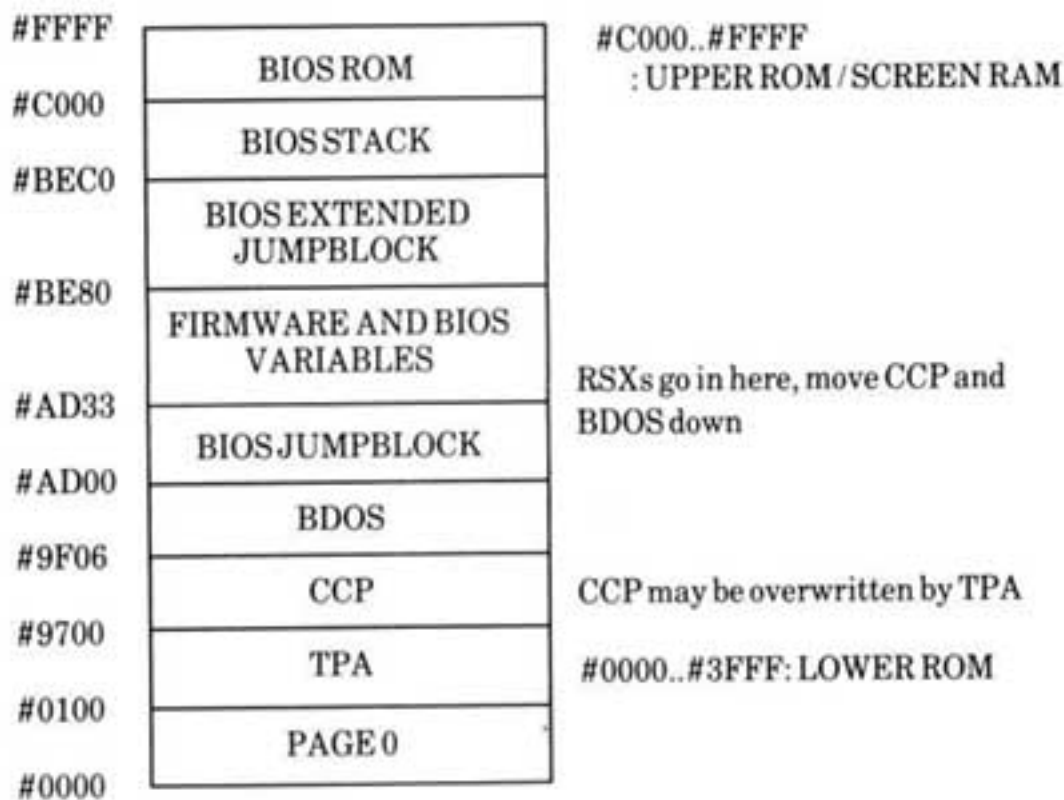 #FFFF
#C000..#FFFF
BIOS ROM
: UPPER ROM / SCREEN RAM
#C000
BIOS STACK
#BEC0
BIOS EXTENDED
JUMPBLOCK
#BE80
FIRMWARE AND BIOS
VARIABLES
RSXs go in here, move CCP and
#AD33
BDOS down
BIOS JUMPBLOCK
#AD00
BDOS
#9F06
CCP
CCP may be overwritten by TPA
#9700
TPA
#0000..#3FFF: LOWER ROM
#0100
PAGE 0
#0000